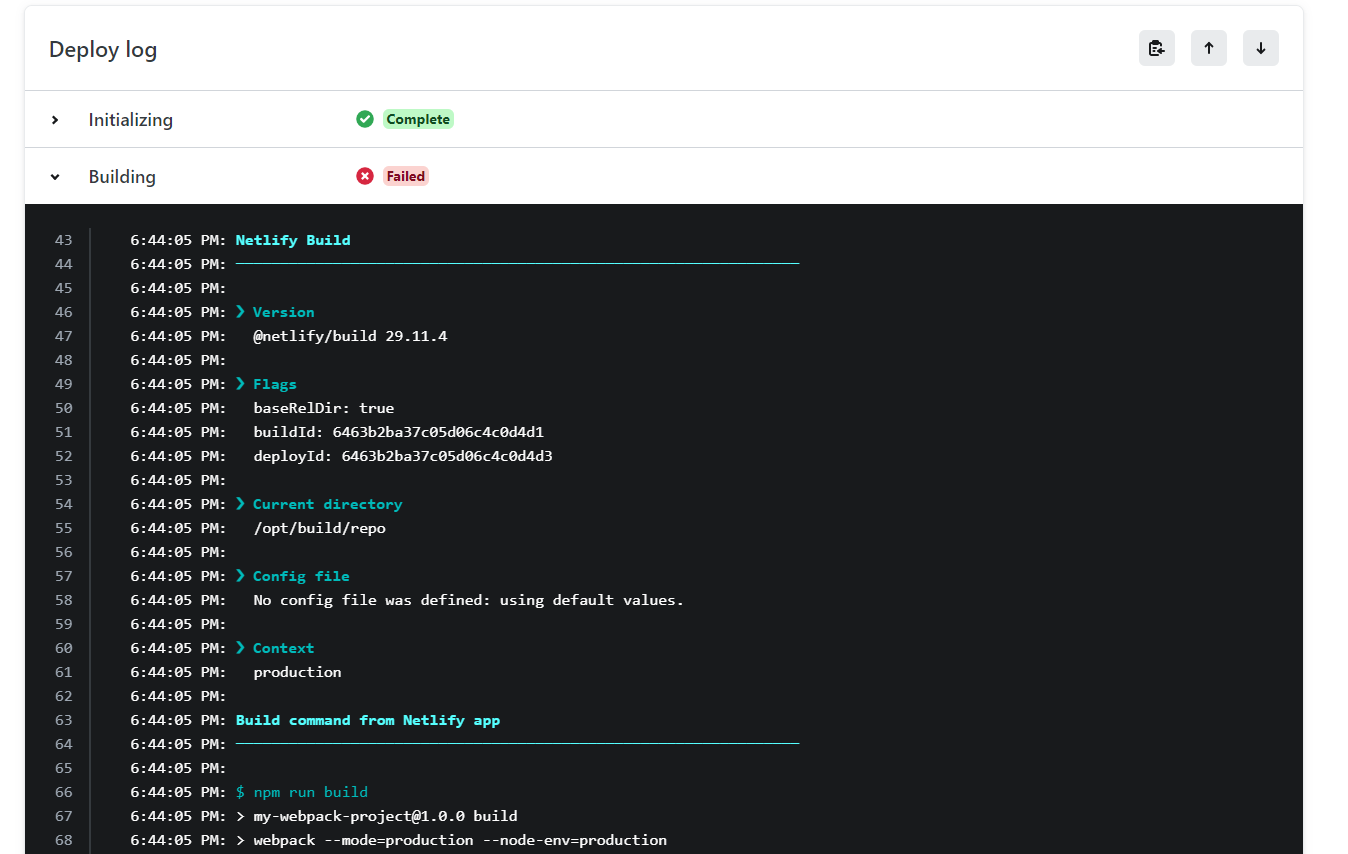 Deploy log
Initializing Complete
Building Failed
43 6:44:05 PM: Netlify Build
44 6:44:05 PM: ────────────────────────────────────────────────────────────────
45 6:44:05 PM:
46 6:44:05 PM: ❯ Version
47 6:44:05 PM:   @netlify/build 29.11.4
48 6:44:05 PM:
49 6:44:05 PM: ❯ Flags
50 6:44:05 PM:   baseRelDir: true
51 6:44:05 PM:   buildId: 6463b2ba37c05d06c4c0d4d1
52 6:44:05 PM:   deployId: 6463b2ba37c05d06c4c0d4d3
53 6:44:05 PM:
54 6:44:05 PM: ❯ Current directory
55 6:44:05 PM:   /opt/build/repo
56 6:44:05 PM:
57 6:44:05 PM: ❯ Config file
58 6:44:05 PM:   No config file was defined: using default values.
59 6:44:05 PM:
60 6:44:05 PM: ❯ Context
61 6:44:05 PM:   production
62 6:44:05 PM:
63 6:44:05 PM: Build command from Netlify app
64 6:44:05 PM: ────────────────────────────────────────────────────────────────
65 6:44:05 PM:
66 6:44:05 PM: $ npm run build
67 6:44:05 PM: > my-webpack-project@1.0.0 build
68 6:44:05 PM: > webpack --mode=production --node-env=production